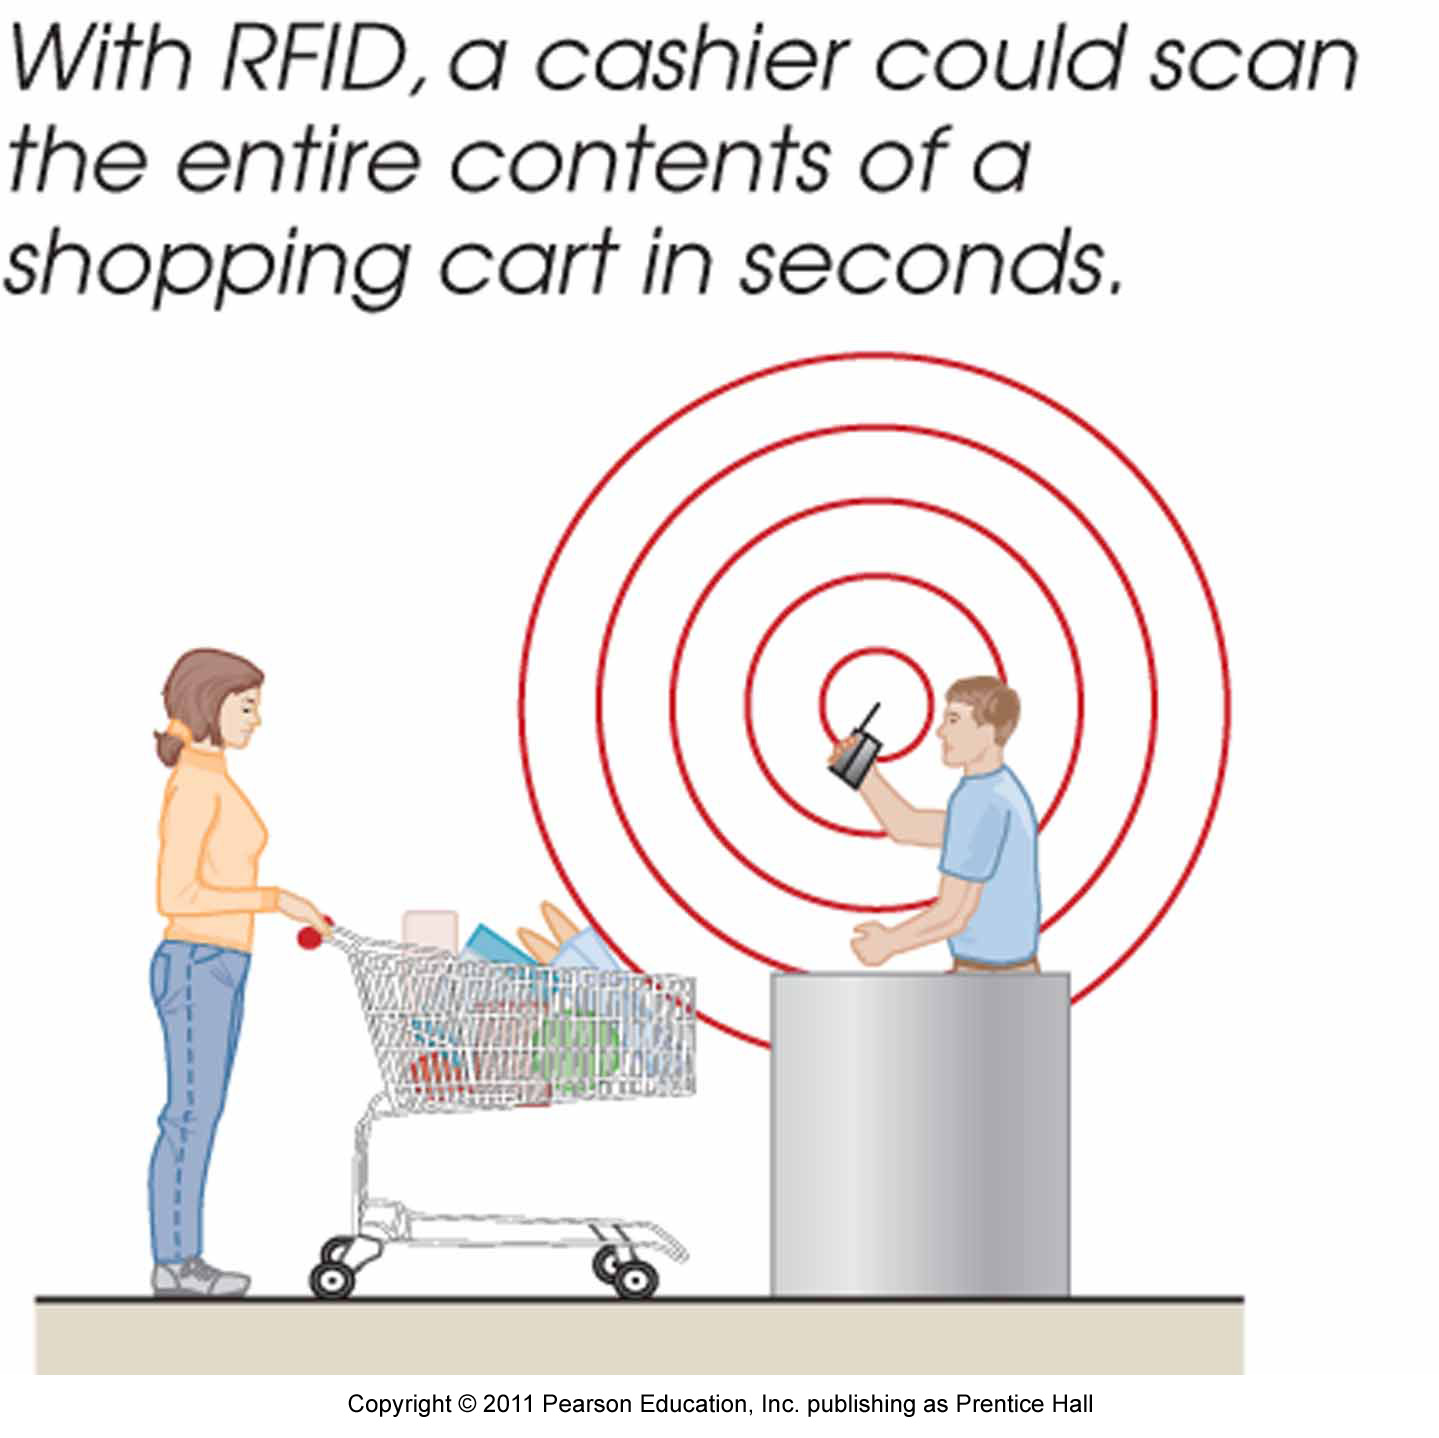 With RFID, a cashier could scan
the entire contents of a
shopping cart in seconds.
Copyright © 2011 Pearson Education, Inc. publishing as Prentice Hall